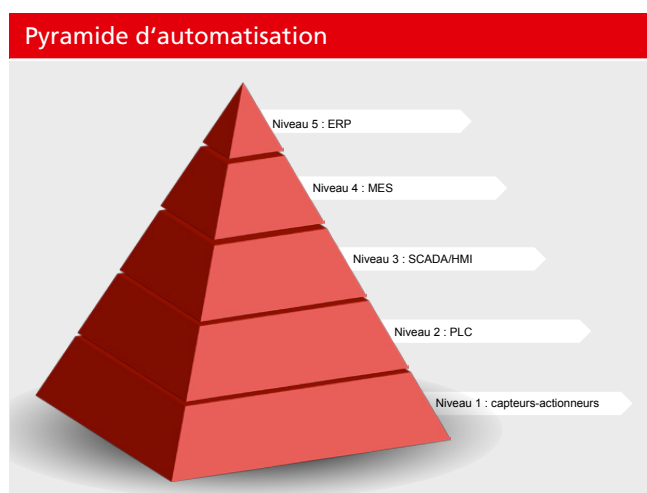 Pyramide d‘automatisation
Niveau 5 : ERP
Niveau 4 : MES
Niveau 3 : SCADA/HMI
Niveau 2 : PLC
Niveau 1 : capteurs-actionneurs